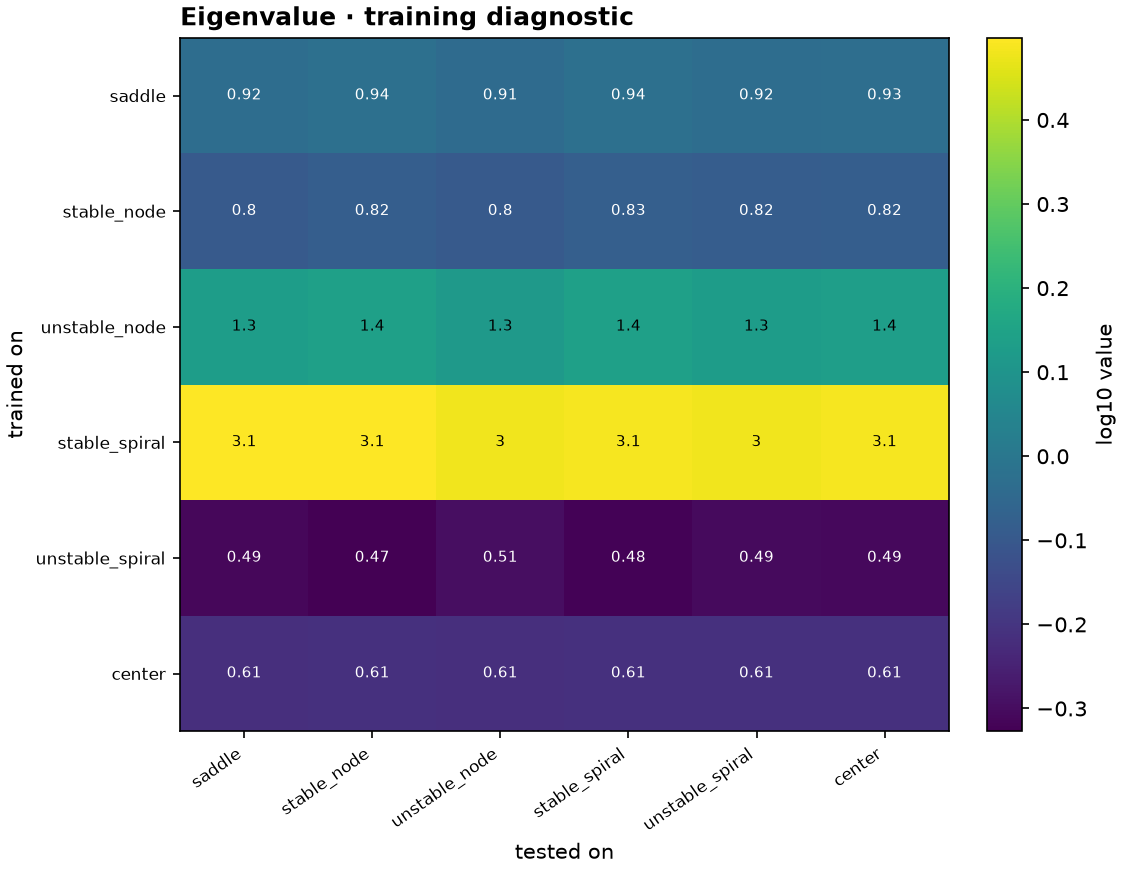 Eigenvalue · training diagnostic
trained on
saddle 0.92 0.94 0.91 0.94 0.92 0.93
stable_node 0.8 0.82 0.8 0.83 0.82 0.82
unstable_node 1.3 1.4 1.3 1.4 1.3 1.4
stable_spiral 3.1 3.1 3 3.1 3 3.1
unstable_spiral 0.49 0.47 0.51 0.48 0.49 0.49
center 0.61 0.61 0.61 0.61 0.61 0.61
saddle stable_node unstable_node stable_spiral unstable_spiral center
tested on
0.4
0.3
0.2
0.1
0.0
−0.1
−0.2
−0.3
log10 value